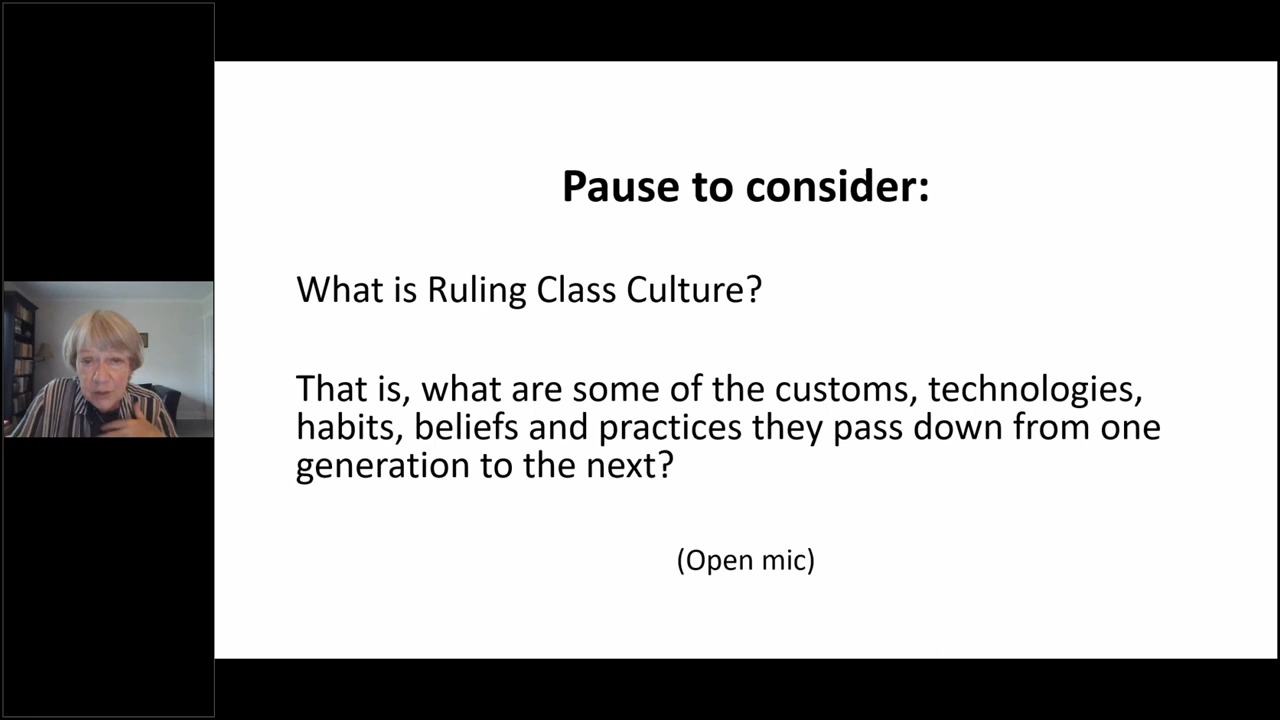 Pause to consider:
What is Ruling Class Culture?
That is, what are some of the customs, technologies,
habits, beliefs and practices they pass down from one
generation to the next?
(Open mic)